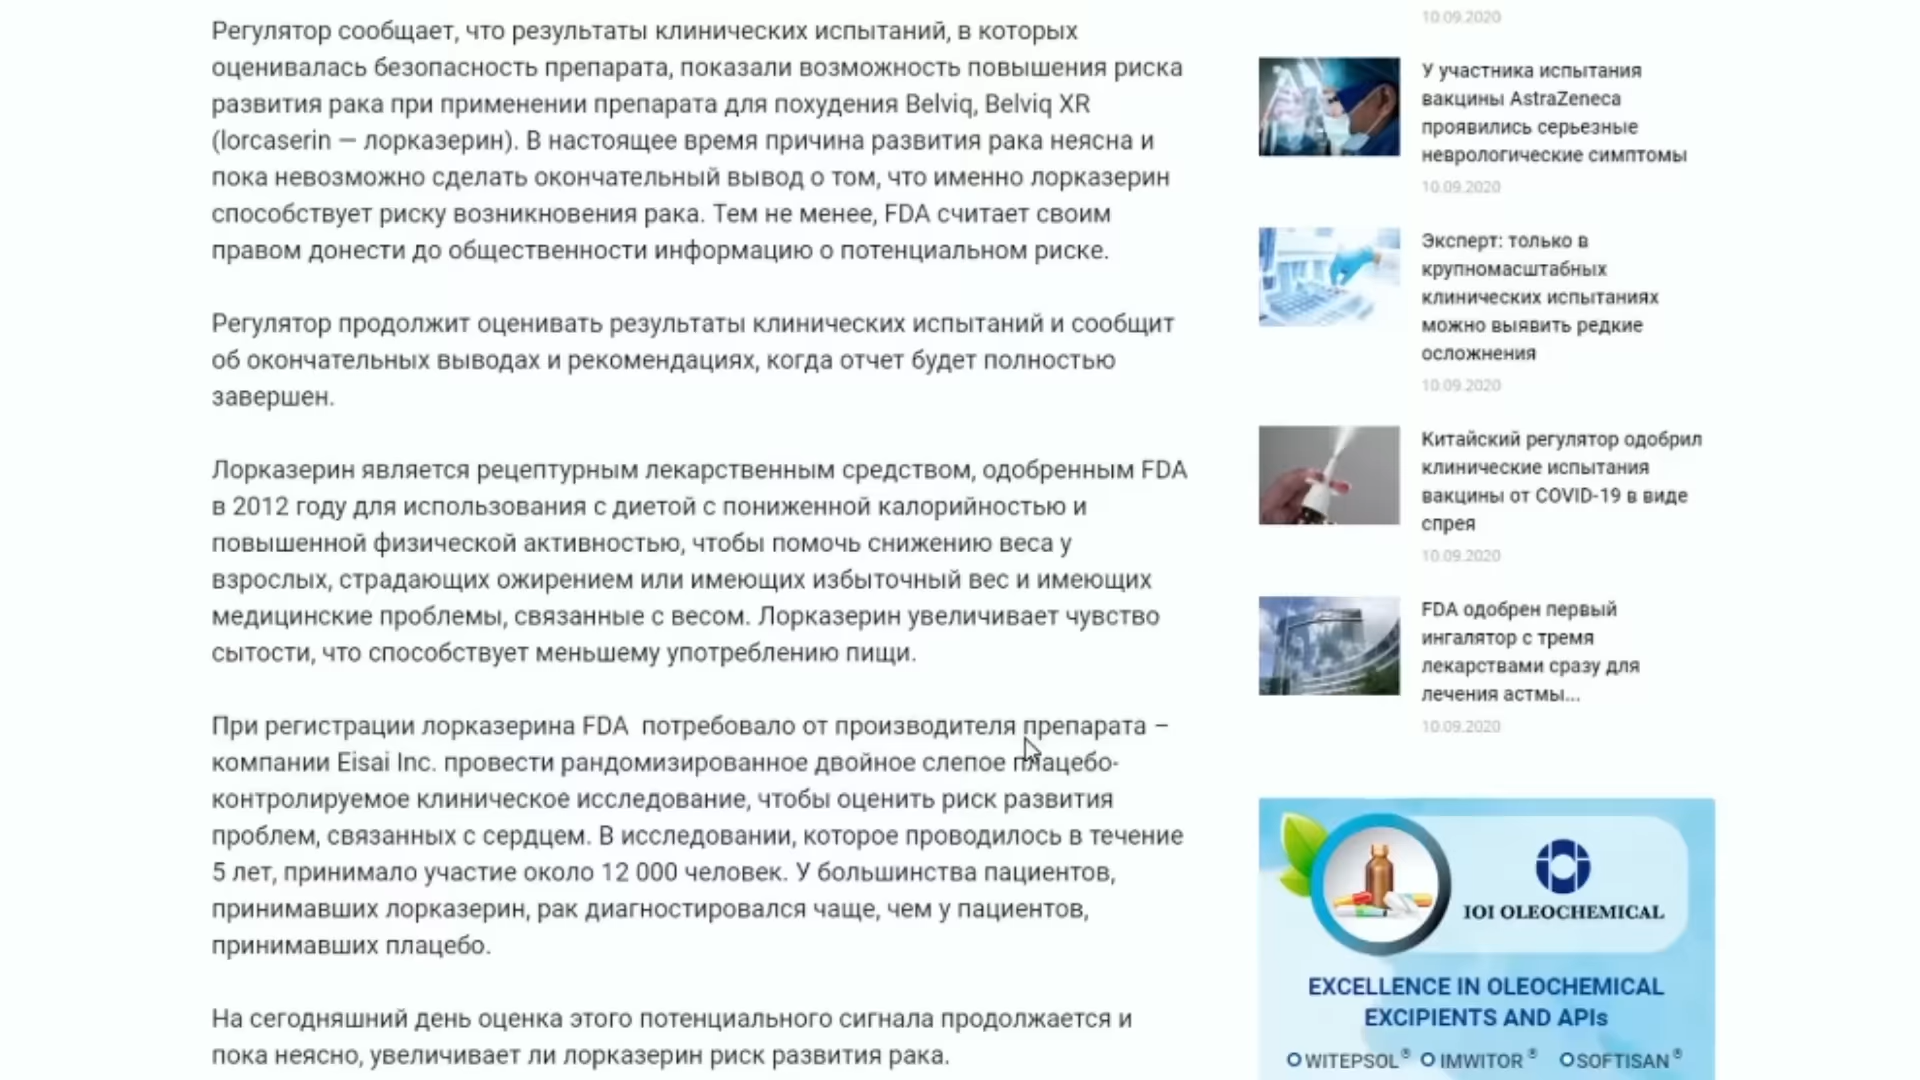 Регулятор сообщает, что результаты клинических испытаний, в которых
оценивалась безопасность препарата, показали возможность повышения риска
развития рака при применении препарата для похудения Belviq, Belviq XR
(lorcaserin — лорказерин). В настоящее время причина развития рака неясна и
пока невозможно сделать окончательный вывод о том, что именно лорказерин
способствует риску возникновения рака. Тем не менее, FDA считает своим
правом донести до общественности информацию о потенциальном риске.
Регулятор продолжит оценивать результаты клинических испытаний и сообщит
об окончательных выводах и рекомендациях, когда отчет будет полностью
завершен.
Лорказерин является рецептурным лекарственным средством, одобренным FDA
в 2012 году для использования с диетой с пониженной калорийностью и
повышенной физической активностью, чтобы помочь снижению веса у
взрослых, страдающих ожирением или имеющих избыточный вес и имеющих
медицинские проблемы, связанные с весом. Лорказерин увеличивает чувство
сытости, что способствует меньшему употреблению пищи.
При регистрации лорказерина FDA потребовало от производителя препарата –
компании Eisai Inc. провести рандомизированное двойное слепое плацебо-
контролируемое клиническое исследование, чтобы оценить риск развития
проблем, связанных с сердцем. В исследовании, которое проводилось в течение
5 лет, принимало участие около 12 000 человек. У большинства пациентов,
принимавших лорказерин, рак диагностировался чаще, чем у пациентов,
принимавших плацебо.
На сегодняшний день оценка этого потенциального сигнала продолжается и
пока неясно, увеличивает ли лорказерин риск развития рака.
10.09.2020
У участника испытания
вакцины AstraZeneca
проявились серьезные
неврологические симптомы
10.09.2020
Эксперт: только в
крупномасштабных
клинических испытаниях
можно выявить редкие
осложнения
10.09.2020
Китайский регулятор одобрил
клинические испытания
вакцины от COVID-19 в виде
спрея
10.09.2020
FDA одобрен первый
ингалятор с тремя
лекарствами сразу для
лечения астмы...
10.09.2020
IOI OLEOCHEMICAL
EXCELLENCE IN OLEOCHEMICAL
EXCIPIENTS AND APIs
WITEPSOL® IMWITOR® SOFTISAN®